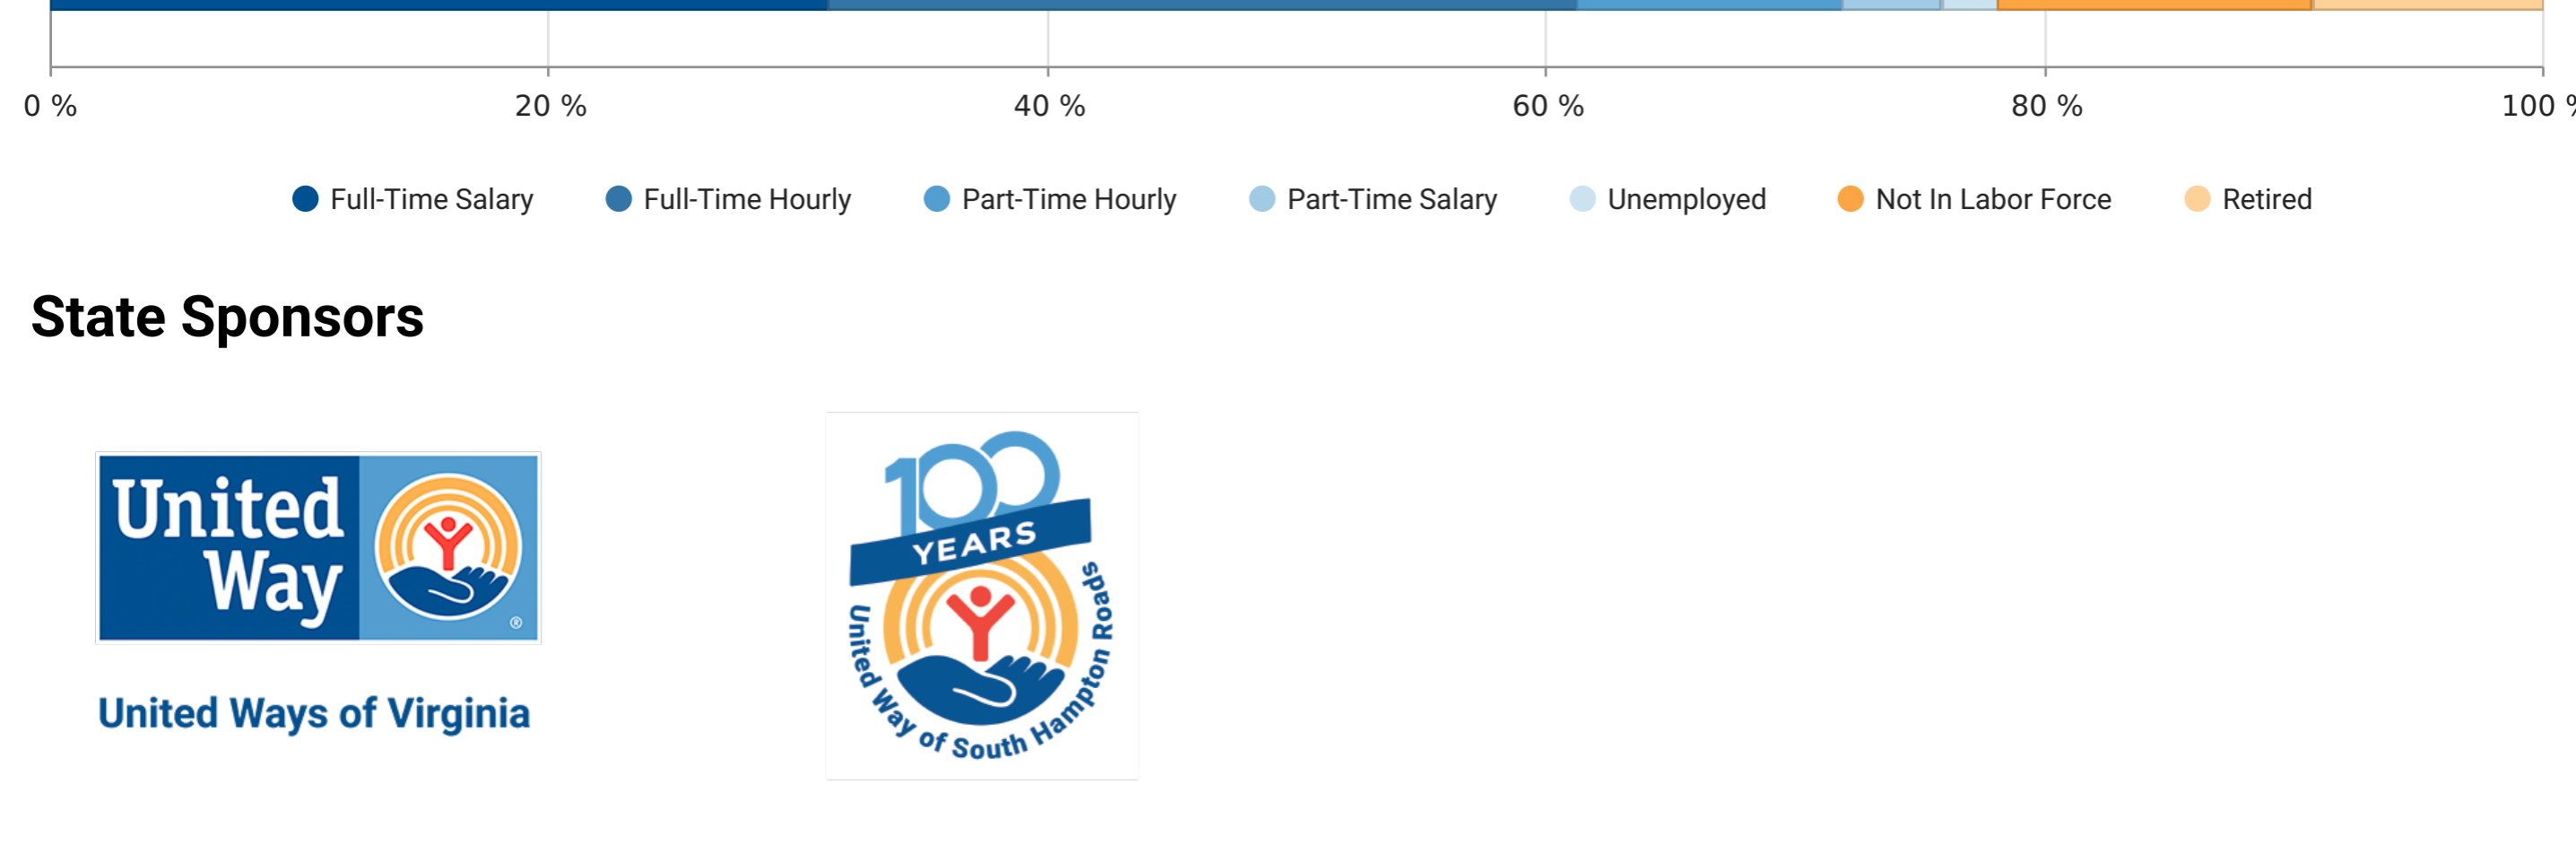 0 % 20 % 40 % 60 % 80 % 100 %
Full-Time Salary Full-Time Hourly Part-Time Hourly Part-Time Salary Unemployed Not In Labor Force Retired
State Sponsors
United
Way
®
United Ways of Virginia
100
YEARS
United Way of South Hampton Roads